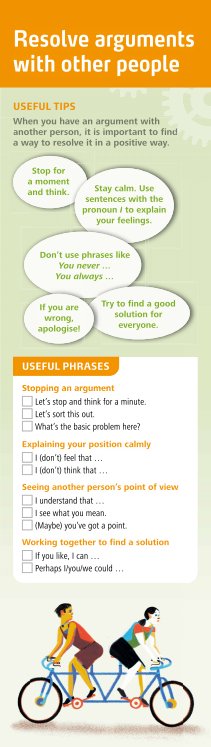 Resolve arguments
with other people
USEFUL TIPS
When you have an argument with
another person, it is important to find
a way to resolve it in a positive way.
Stop for
a moment
and think.
Stay calm. Use
sentences with the
pronoun I to explain
your feelings.
Don't use phrases like
You never ...
You always ...
If you are
wrong,
apologise!
Try to find a good
solution for
everyone.
USEFUL PHRASES
Stopping an argument
Let's stop and think for a minute.
Let's sort this out.
What's the basic problem here?
Explaining your position calmly
I (don't) feel that ...
I (don't) think that ...
Seeing another person's point of view
I understand that ...
I see what you mean.
(Maybe) you've got a point.
Working together to find a solution
If you like, I can ...
Perhaps I/you/we could ...